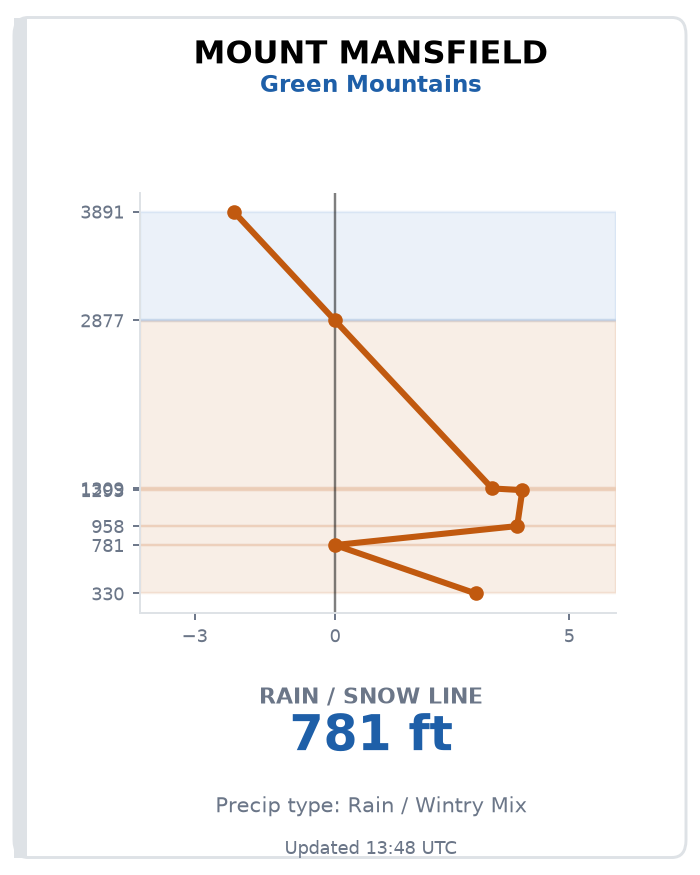 MOUNT MANSFIELD
Green Mountains
3891
2877
1309
958
781
330
−3 0 5
RAIN / SNOW LINE
781 ft
Precip type: Rain / Wintry Mix
Updated 13:48 UTC